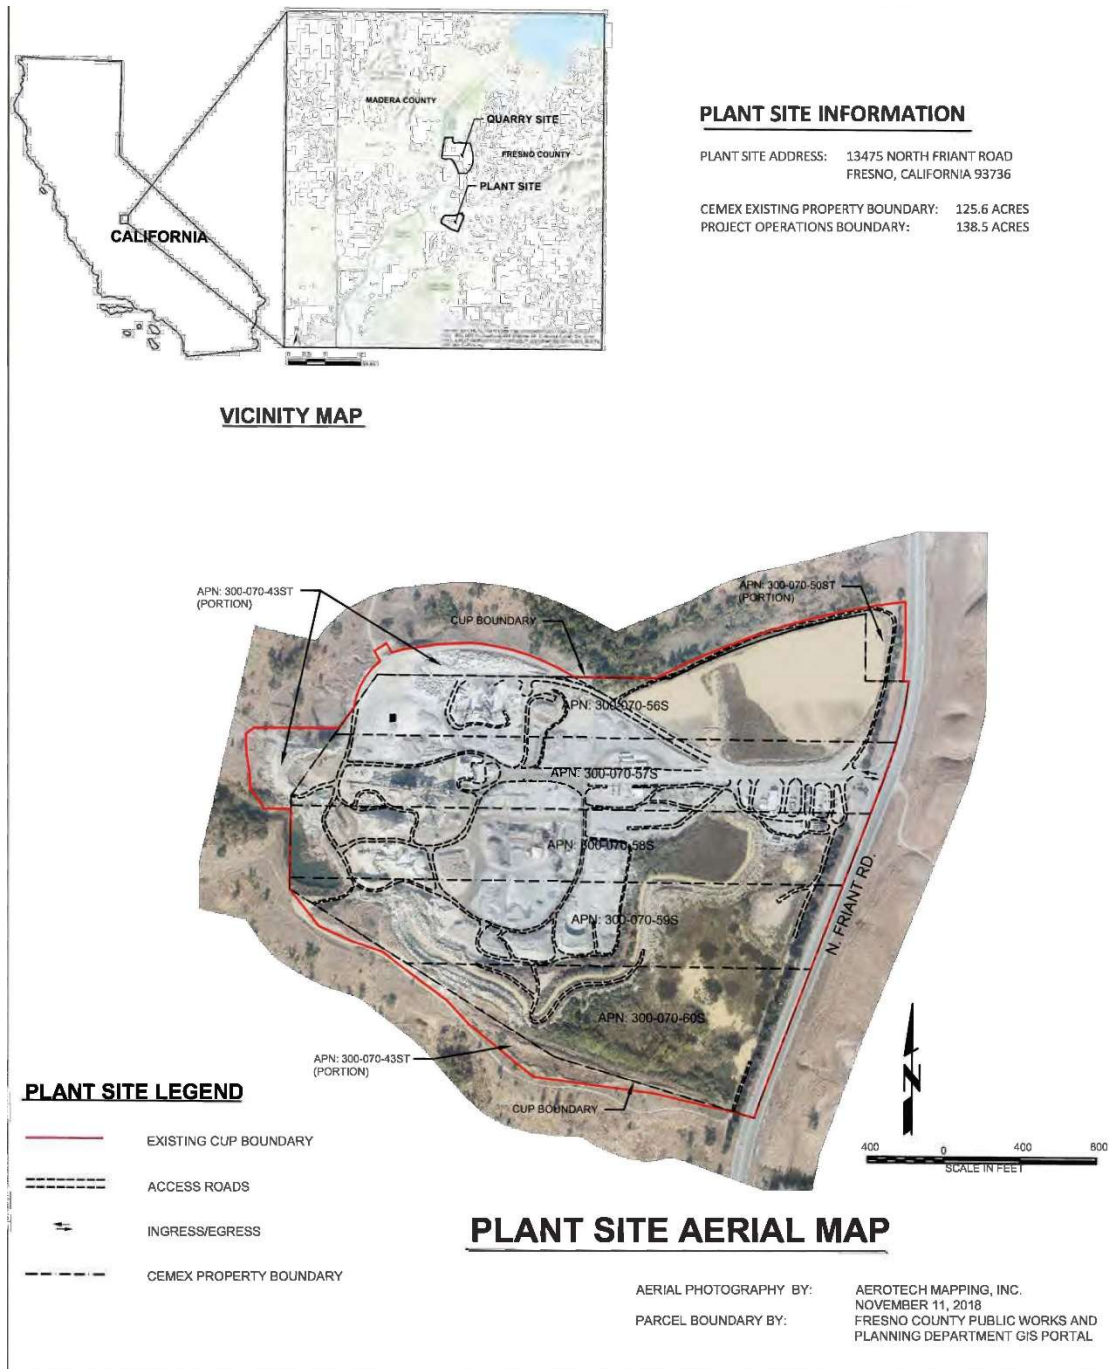 MADERA COUNTY
QUARRY SITE
FRESNO COUNTY
PLANT SITE
CALIFORNIA
VICINITY MAP
PLANT SITE INFORMATION
PLANT SITE ADDRESS: 13475 NORTH FRIANT ROAD
FRESNO, CALIFORNIA 93736
CEMEX EXISTING PROPERTY BOUNDARY: 125.6 ACRES
PROJECT OPERATIONS BOUNDARY: 138.5 ACRES
APN: 300-070-43ST
(PORTION)
CUP BOUNDARY
APN: 300-070-50ST
(PORTION)
APN: 300-070-56S
APN: 300-070-57S
APN: 300-070-58S
APN: 300-070-59S
APN: 300-070-60S
N. FRIANT RD.
APN: 300-070-43ST
(PORTION)
CUP BOUNDARY
N
400 0 400 800
SCALE IN FEET
PLANT SITE LEGEND
EXISTING CUP BOUNDARY
ACCESS ROADS
INGRESS/EGRESS
CEMEX PROPERTY BOUNDARY
PLANT SITE AERIAL MAP
AERIAL PHOTOGRAPHY BY: AEROTECH MAPPING, INC.
NOVEMBER 11, 2018
PARCEL BOUNDARY BY: FRESNO COUNTY PUBLIC WORKS AND
PLANNING DEPARTMENT GIS PORTAL